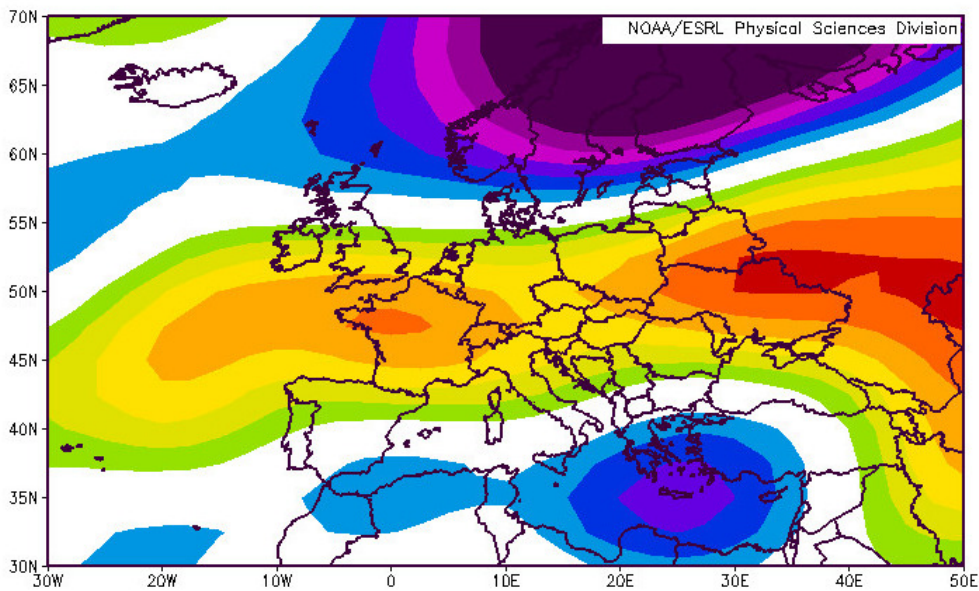 NOAA/ESRL Physical Sciences Division
70N
65N
60N
55N
50N
45N
40N
35N
30N
30W 20W 10W 0 10E 20E 30E 40E 50E